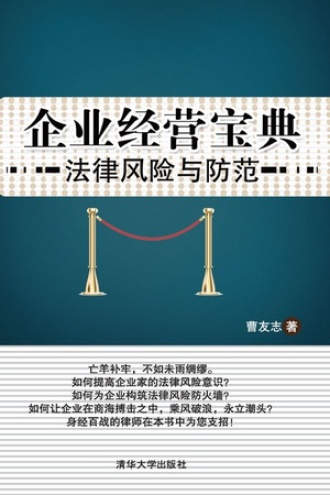 企业经营宝典
法律风险与防范
曹友志 著
亡羊补牢，不如未雨绸缪。
如何提高企业家的法律风险意识？
如何为企业构筑法律风险防火墙？
如何让企业在商海搏击之中，乘风破浪，永立潮头？
身经百战的律师在本书中为您支招！
清华大学出版社